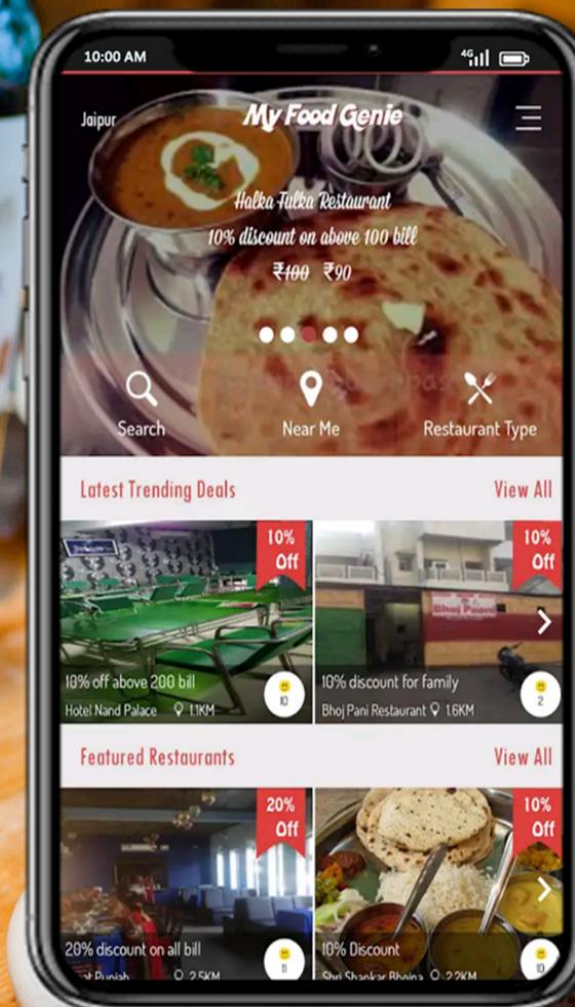 10:00 AM
4G
Jaipur
My Food Genie
Halka Fulka Restaurant
10% discount on above 100 bill
₹100 ₹90
Search
Near Me
Restaurant Type
Latest Trending Deals
View All
10% Off
10% Off
Bhoj Paani
10% off above 200 bill
10
Hotel Nand Palace 1.1KM
10% discount for family
2
Bhoj Pani Restaurant 1.6KM
Featured Restaurants
View All
20% Off
10% Off
20% discount on all bill
11
2.5KM
10% Discount
10
Shri Shankar Bhojna 2.2KM